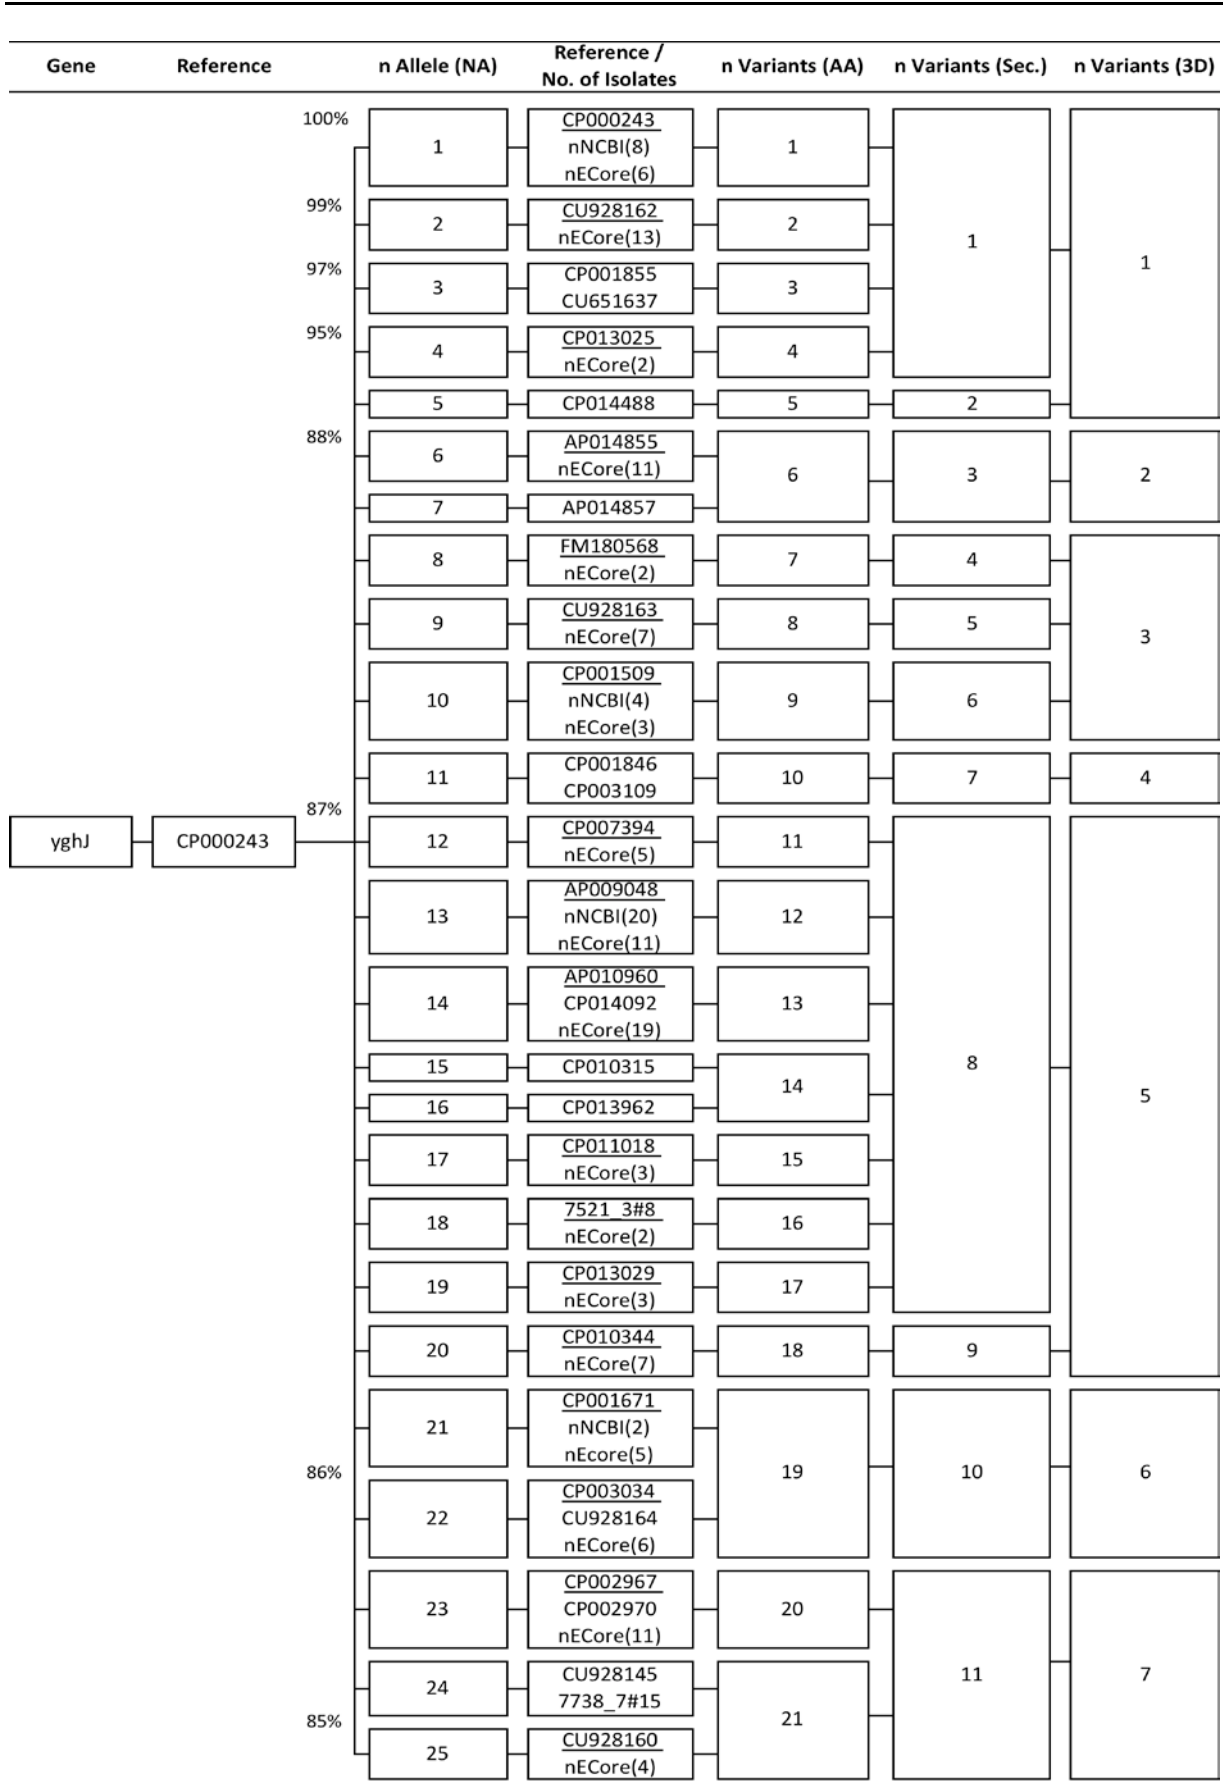 Gene Reference n Allele (NA) Reference / No. of Isolates n Variants (AA) n Variants (Sec.) n Variants (3D)
100%
1
CP000243
nNCBI(8)
nECore(6)
1
99%
2
CU928162
nECore(13)
2
1
1
97%
3
CP001855
CU651637
3
95%
4
CP013025
nECore(2)
4
5 CP014488 5 2
88%
6
AP014855
nECore(11)
6 3 2
7 AP014857
8
FM180568
nECore(2)
7 4
9
CU928163
nECore(7)
8 5 3
10
CP001509
nNCBI(4)
nECore(3)
9 6
11
CP001846
CP003109
10 7 4
87%
yghJ CP000243 12
CP007394
nECore(5)
11
13
AP009048
nNCBI(20)
nECore(11)
12
14
AP010960
CP014092
nECore(19)
13
15 CP010315
14 8 5
16 CP013962
17
CP011018
nECore(3)
15
18
7521_3#8
nECore(2)
16
19
CP013029
nECore(3)
17
20
CP010344
nECore(7)
18 9
21
CP001671
nNCBI(2)
nEcore(5)
86%
19 10 6
22
CP003034
CU928164
nECore(6)
23
CP002967
CP002970
nECore(11)
20
24
CU928145
7738_7#15
11 7
85%
21
25
CU928160
nECore(4)